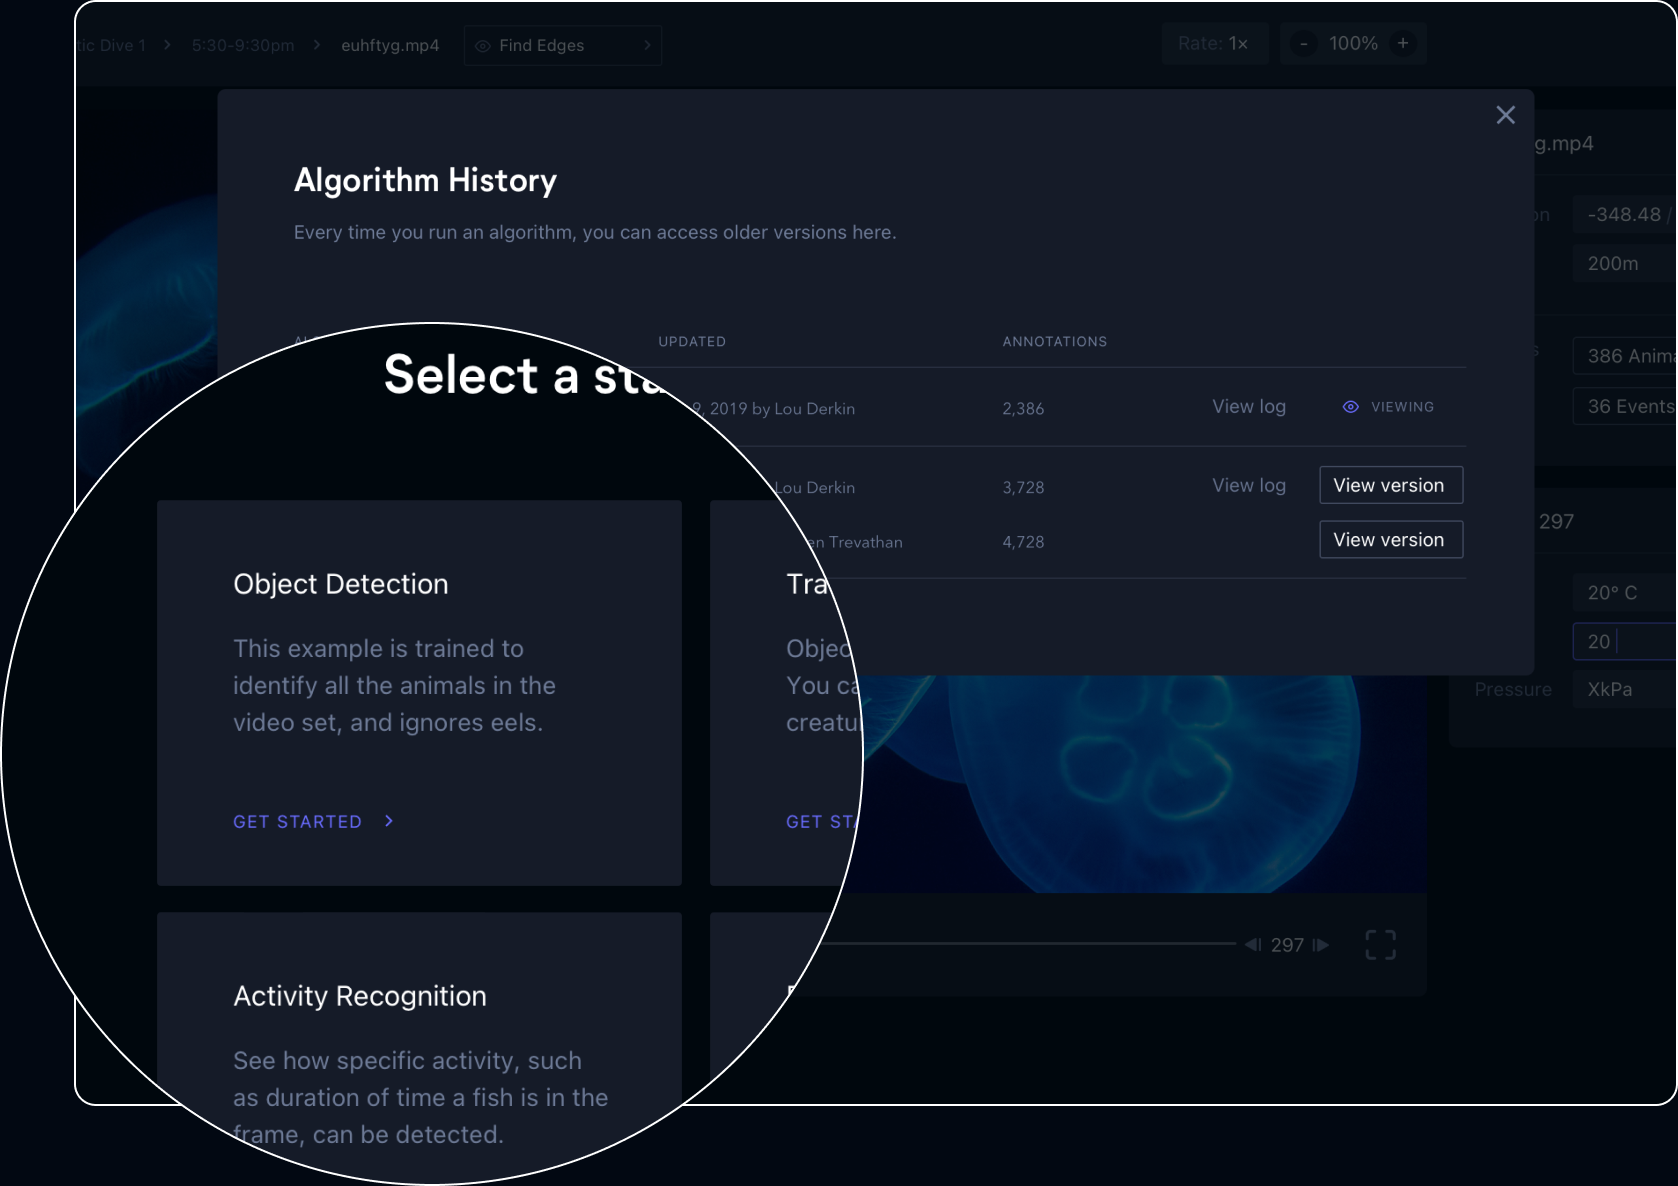 tic Dive 1 > 5:30-9:30pm > euhftyg.mp4 Find Edges >
Rate: 1× - 100% +
Algorithm History
Every time you run an algorithm, you can access older versions here.
UPDATED ANNOTATIONS
9, 2019 by Lou Derkin 2,386 View log VIEWING
Lou Derkin 3,728 View log View version
en Trevathan 4,728 View version
g.mp4
on -348.48 /
200m
s 386 Anima
36 Events
297
20° C
20
Pressure XkPa
297
Select a sta
Object Detection
This example is trained to
identify all the animals in the
video set, and ignores eels.
GET STARTED >
Tra
Objec
You ca
creatu
GET STA
Activity Recognition
See how specific activity, such
as duration of time a fish is in the
frame, can be detected.